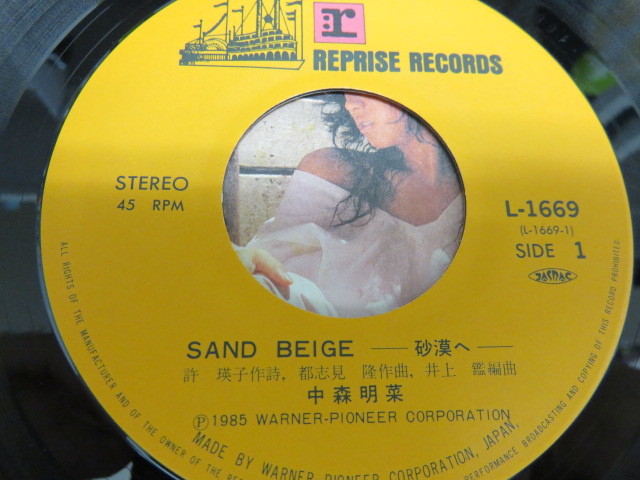 r
REPRISE RECORDS
STEREO
45 RPM
L-1669
(L-1669-1)
SIDE 1
JASRAC
SAND BEIGE —砂漠へ—
許 瑛子作詩, 都志見 隆作曲, 井上 鑑編曲
中森明菜
Ⓟ1985 WARNER-PIONEER CORPORATION
MADE BY WARNER-PIONEER CORPORATION, JAPAN,
ALL RIGHTS OF THE MANUFACTURER AND OF THE OWNER OF THE
PERFORMANCE BROADCASTING AND COPYING OF THIS RECORD PROHIBITED